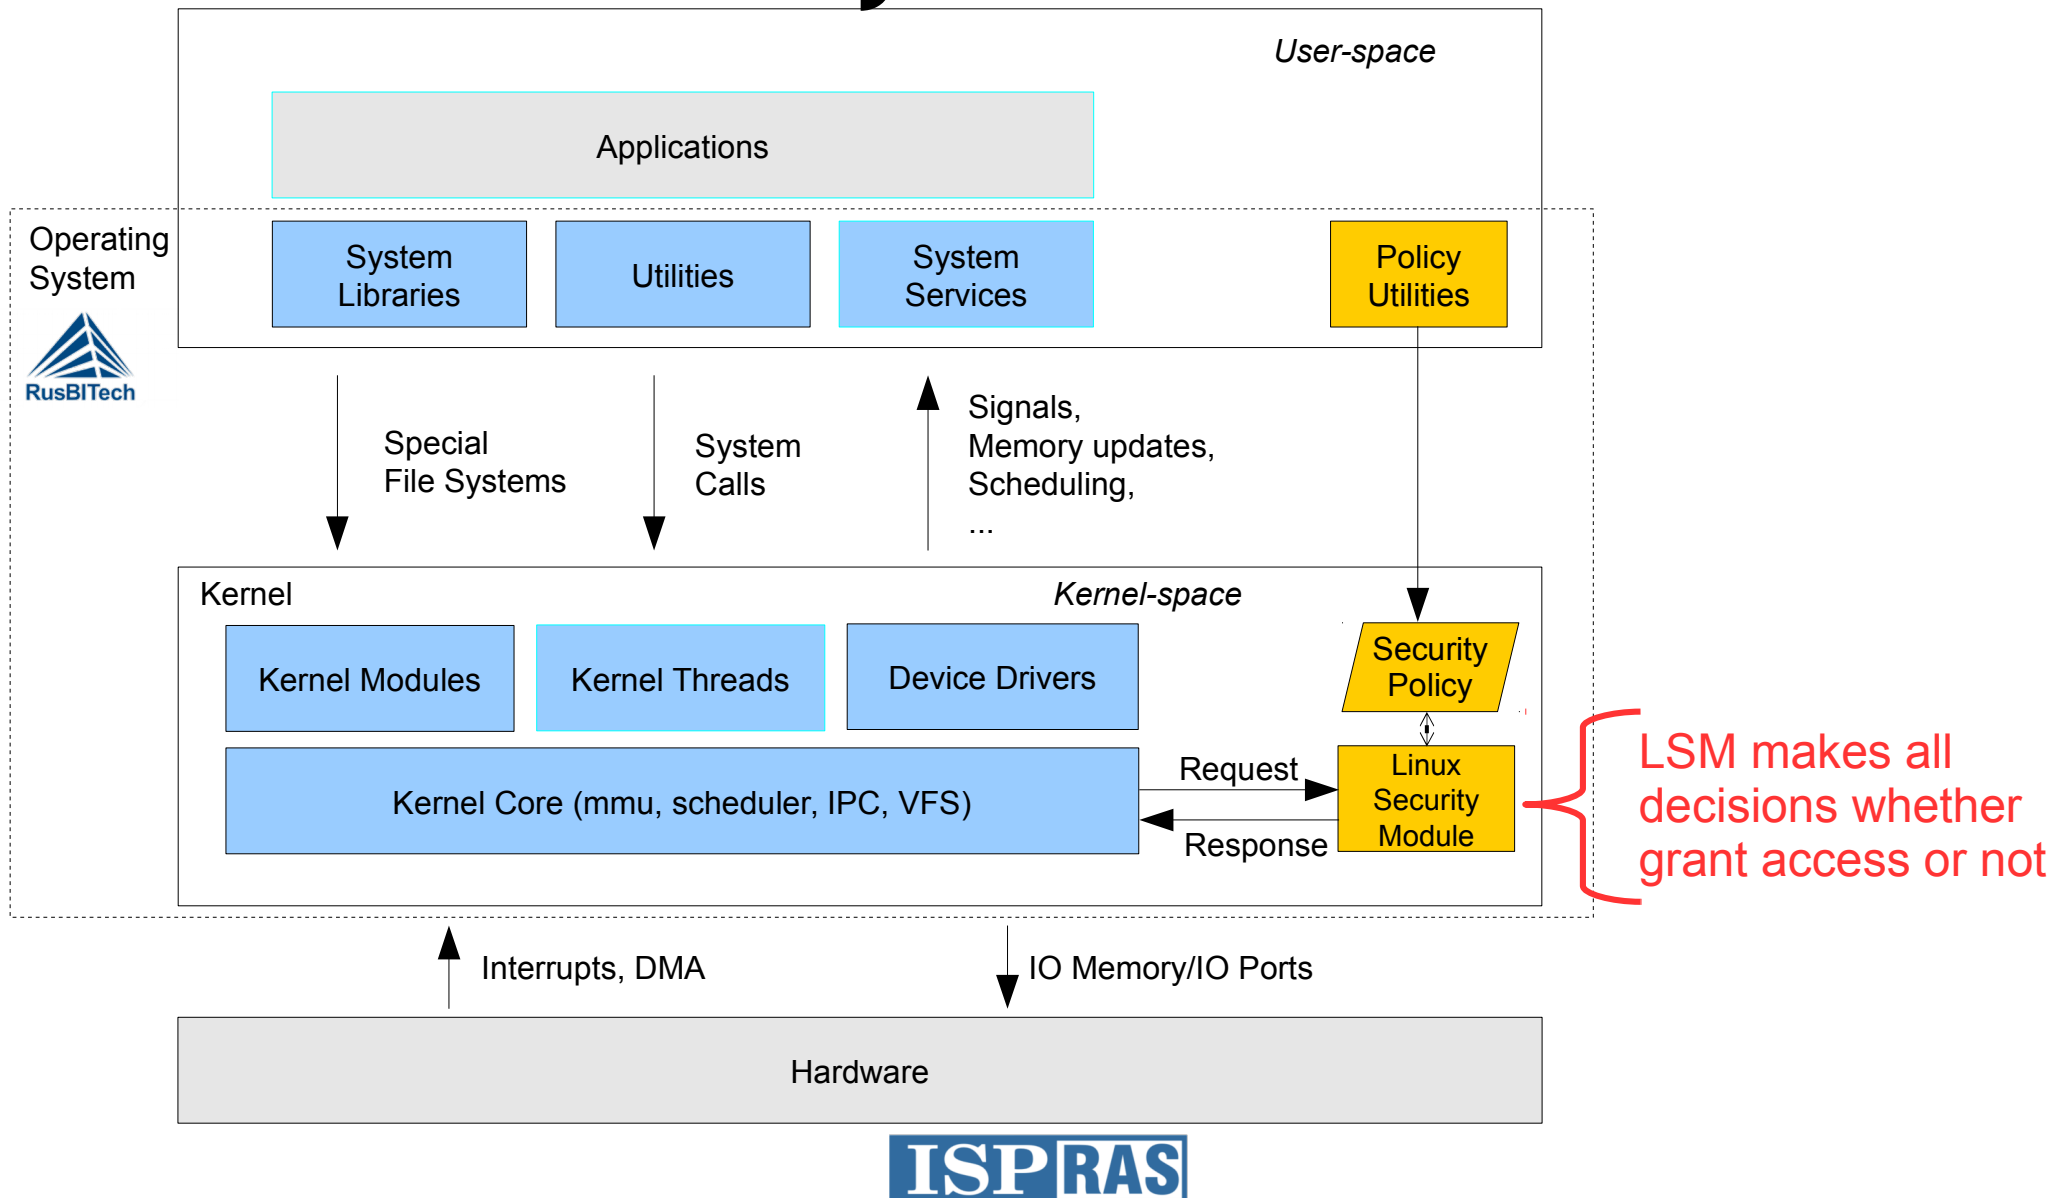 User-space
Applications
Operating
System
RusBITech
System
Libraries
Utilities
System
Services
Policy
Utilities
Special
File Systems
System
Calls
Signals,
Memory updates,
Scheduling,
...
Kernel
Kernel-space
Kernel Modules
Kernel Threads
Device Drivers
Security
Policy
Kernel Core (mmu, scheduler, IPC, VFS)
Request
Response
Linux
Security
Module
LSM makes all
decisions whether
grant access or not
Interrupts, DMA
IO Memory/IO Ports
Hardware
ISPRAS